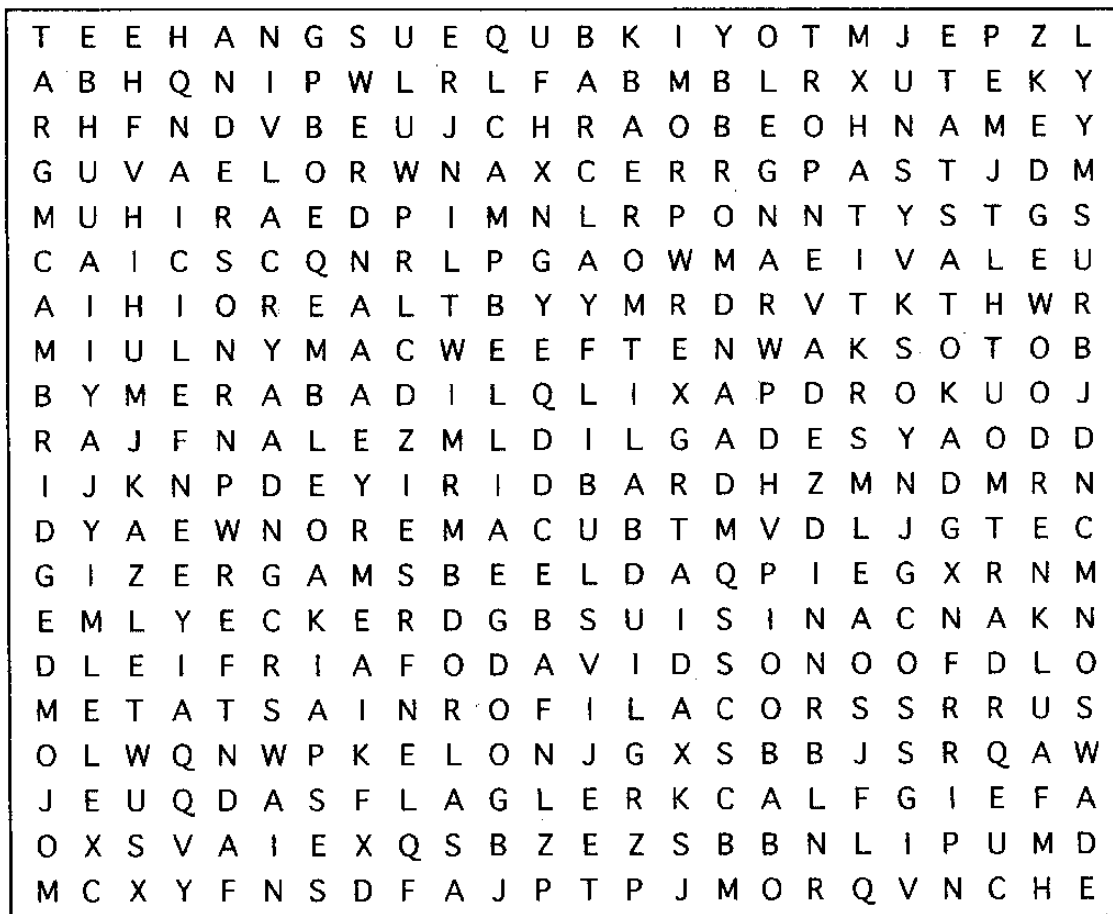 T E E H A N G S U E Q U B K I Y O T M J E P Z L
A B H Q N I P W L R L F A B M B L R X U T E K Y
R H F N D V B E U J C H R A O B E O H N A M E Y
G U V A E L O R W N A X C E R R G P A S T J D M
M U H I R A E D P I M N L R P O N N T Y S T G S
C A I C S C Q N R L P G A O W M A E I V A L E U
A I H I O R E A L T B Y Y M R D R V T K T H W R
M I U L N Y M A C W E E F T E N W A K S O T O B
B Y M E R A B A D I L Q L I X A P D R O K U O J
R A J F N A L E Z M L D I L G A D E S Y A O D D
I J K N P D E Y I R I D B A R D H Z M N D M R N
D Y A E W N O R E M A C U B T M V D L J G T E C
G I Z E R G A M S B E E L D A Q P I E G X R N M
E M L Y E C K E R D G B S U I S I N A C N A K N
D L E I F R I A F O D A V I D S O N O O F D L O
M E T A T S A I N R O F I L A C O R S S R R U S
O L W Q N W P K E L O N J G X S B B J S R Q A W
J E U Q D A S F L A G L E R K C A L F G I E F A
O X S V A I E X Q S B Z E Z S B B N L I P U M D
M C X Y F N S D F A J P T P J M O R Q V N C H E